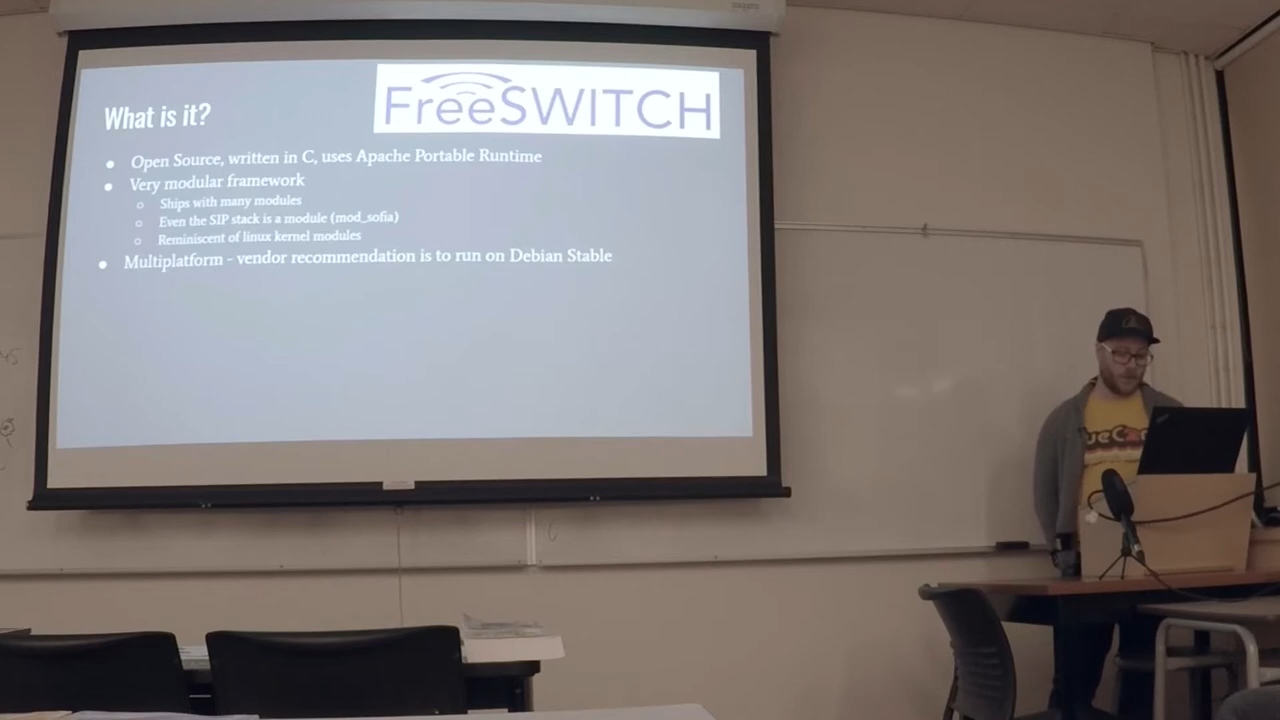 What is it?
FreeSWITCH
Open Source, written in C, uses Apache Portable Runtime
Very modular framework
Ships with many modules
Even the SIP stack is a module (mod_sofia)
Reminiscent of linux kernel modules
Multiplatform - vendor recommendation is to run on Debian Stable